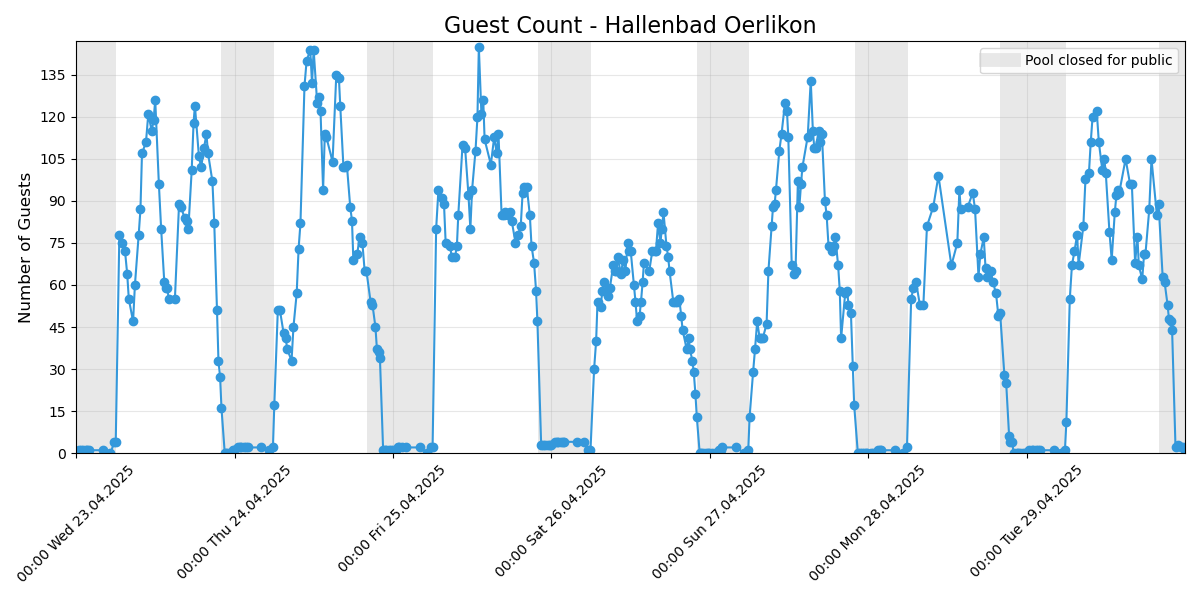 Guest Count - Hallenbad Oerlikon
Pool closed for public
Number of Guests
135
120
105
90
75
60
45
30
15
0
00:00 Wed 23.04.2025
00:00 Thu 24.04.2025
00:00 Fri 25.04.2025
00:00 Sat 26.04.2025
00:00 Sun 27.04.2025
00:00 Mon 28.04.2025
00:00 Tue 29.04.2025